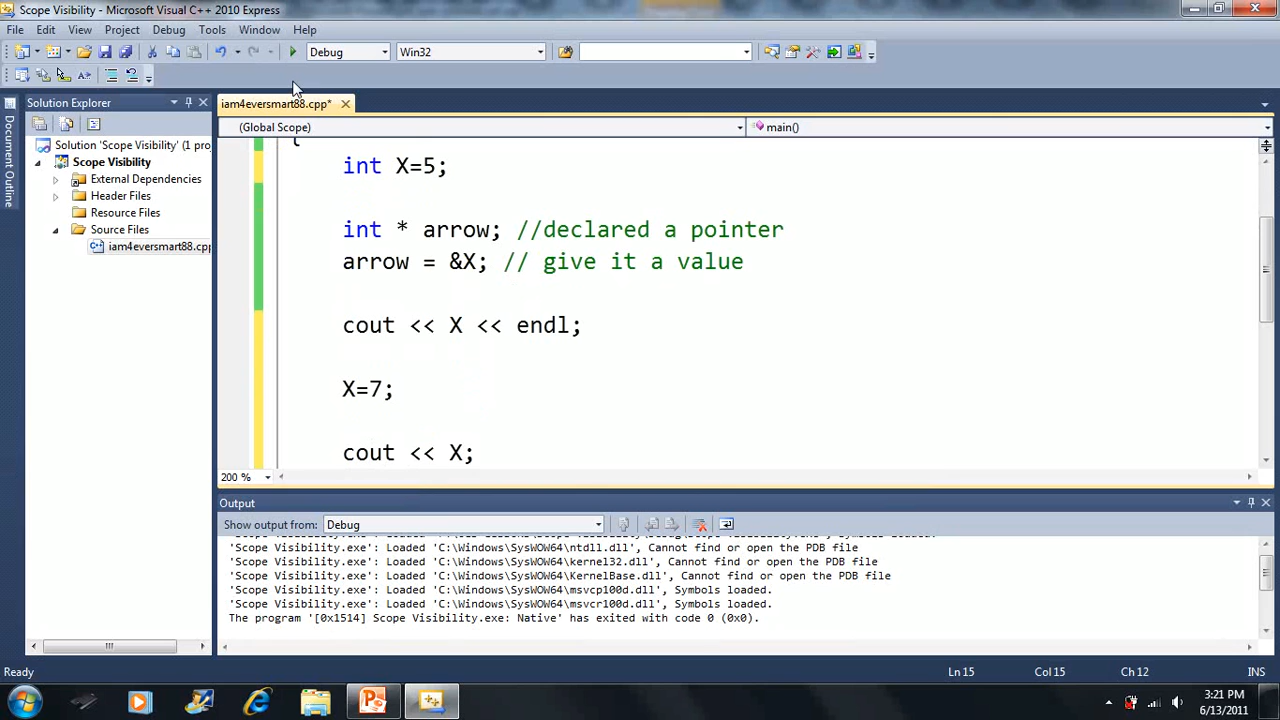 Scope Visibility - Microsoft Visual C++ 2010 Express
File Edit View Project Debug Tools Window Help
Debug Win32
Solution Explorer
iam4eversmart88.cpp*
Document Outline
(Global Scope)
main()
Solution 'Scope Visibility' (1 pro
Scope Visibility
External Dependencies
Header Files
Resource Files
Source Files
iam4eversmart88.cpp
{
int X=5;
int * arrow; //declared a pointer
arrow = &X; // give it a value
cout << X << endl;
X=7;
cout << X;
200 %
Output
Show output from: Debug
'Scope Visibility.exe': Loaded 'C:\Windows\SysWOW64\ntdll.dll', Cannot find or open the PDB file
'Scope Visibility.exe': Loaded 'C:\Windows\SysWOW64\kernel32.dll', Cannot find or open the PDB file
'Scope Visibility.exe': Loaded 'C:\Windows\SysWOW64\KernelBase.dll', Cannot find or open the PDB file
'Scope Visibility.exe': Loaded 'C:\Windows\SysWOW64\msvcp100d.dll', Symbols loaded.
'Scope Visibility.exe': Loaded 'C:\Windows\SysWOW64\msvcr100d.dll', Symbols loaded.
The program '[0x1514] Scope Visibility.exe: Native' has exited with code 0 (0x0).
Ready
Ln 15 Col 15 Ch 12 INS
3:21 PM
6/13/2011